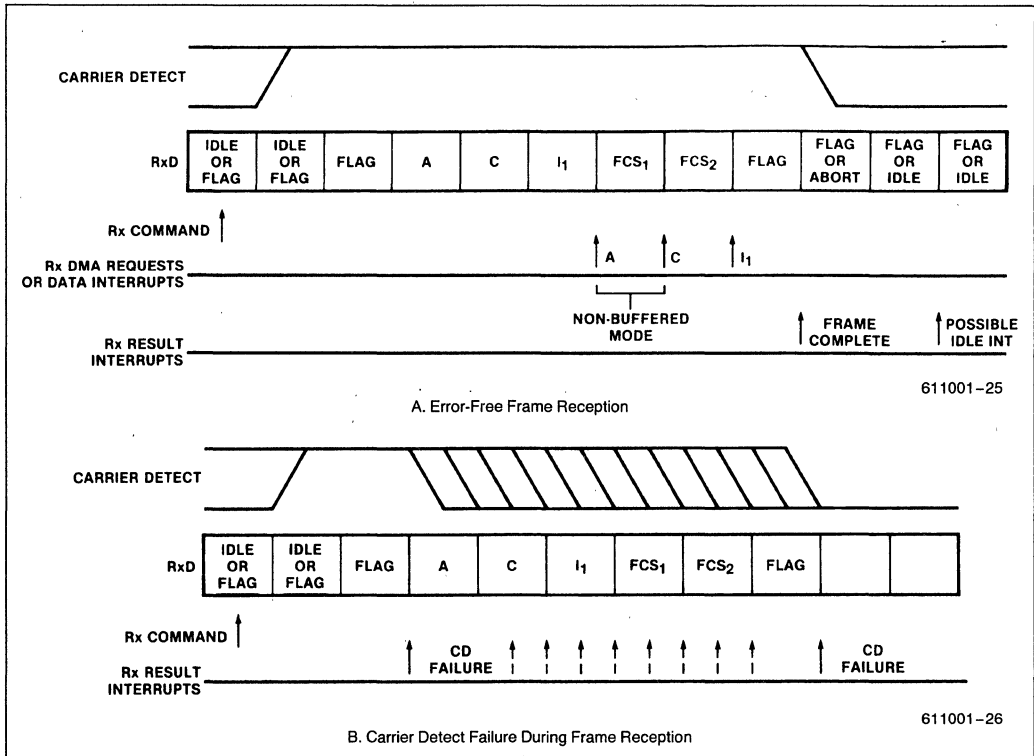 CARRIER DETECT
RxD
IDLE OR FLAG
IDLE OR FLAG
FLAG
A
C
I1
FCS1
FCS2
FLAG
FLAG OR ABORT
FLAG OR IDLE
FLAG OR IDLE
Rx COMMAND
Rx DMA REQUESTS
OR DATA INTERRUPTS
A
C
I1
NON-BUFFERED
MODE
Rx RESULT
INTERRUPTS
FRAME
COMPLETE
POSSIBLE
IDLE INT
611001-25
A. Error-Free Frame Reception
CARRIER DETECT
RxD
IDLE OR FLAG
IDLE OR FLAG
FLAG
A
C
I1
FCS1
FCS2
FLAG
Rx COMMAND
Rx RESULT
INTERRUPTS
CD
FAILURE
CD
FAILURE
611001-26
B. Carrier Detect Failure During Frame Reception